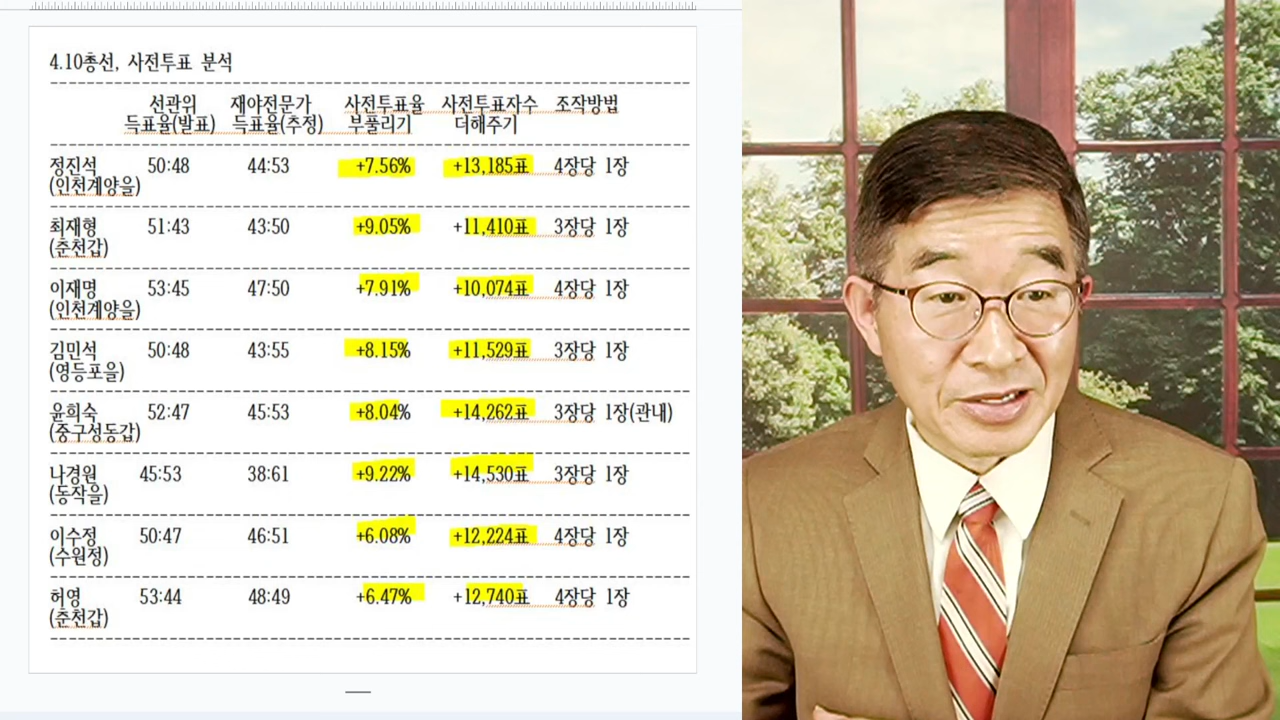 4.10총선, 사전투표 분석
선관위 재야전문가 사전투표율 사전투표자수 조작방법
득표율(발표) 득표율(추정) 부풀리기 더해주기
정진석 50:48 44:53 +7.56% +13,185표 4장당 1장
(인천계양을)
최재형 51:43 43:50 +9.05% +11,410표 3장당 1장
(춘천갑)
이재명 53:45 47:50 +7.91% +10,074표 4장당 1장
(인천계양을)
김민석 50:48 43:55 +8.15% +11,529표 3장당 1장
(영등포을)
윤희숙 52:47 45:53 +8.04% +14,262표 3장당 1장(관내)
(중구성동갑)
나경원 45:53 38:61 +9.22% +14,530표 3장당 1장
(동작을)
이수정 50:47 46:51 +6.08% +12,224표 4장당 1장
(수원정)
허영 53:44 48:49 +6.47% +12,740표 4장당 1장
(춘천갑)